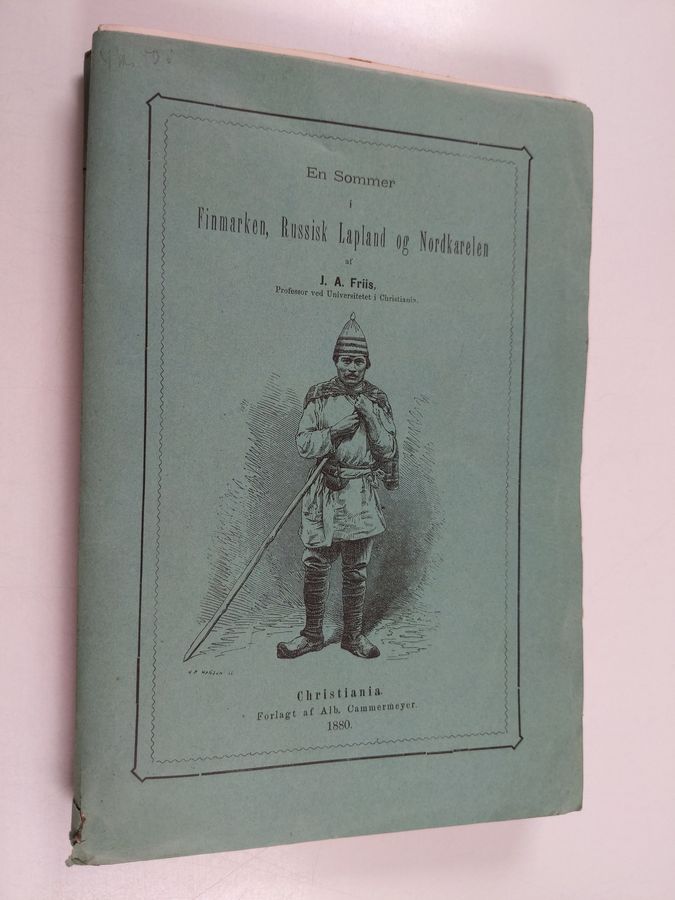 En Sommer
i
Finmarken, Russisk Lapland og Nordkarelen
af
J. A. Friis,
Professor ved Universitetet i Christiania.
Christiania.
Forlagt af Alb. Cammermeyer.
1880.